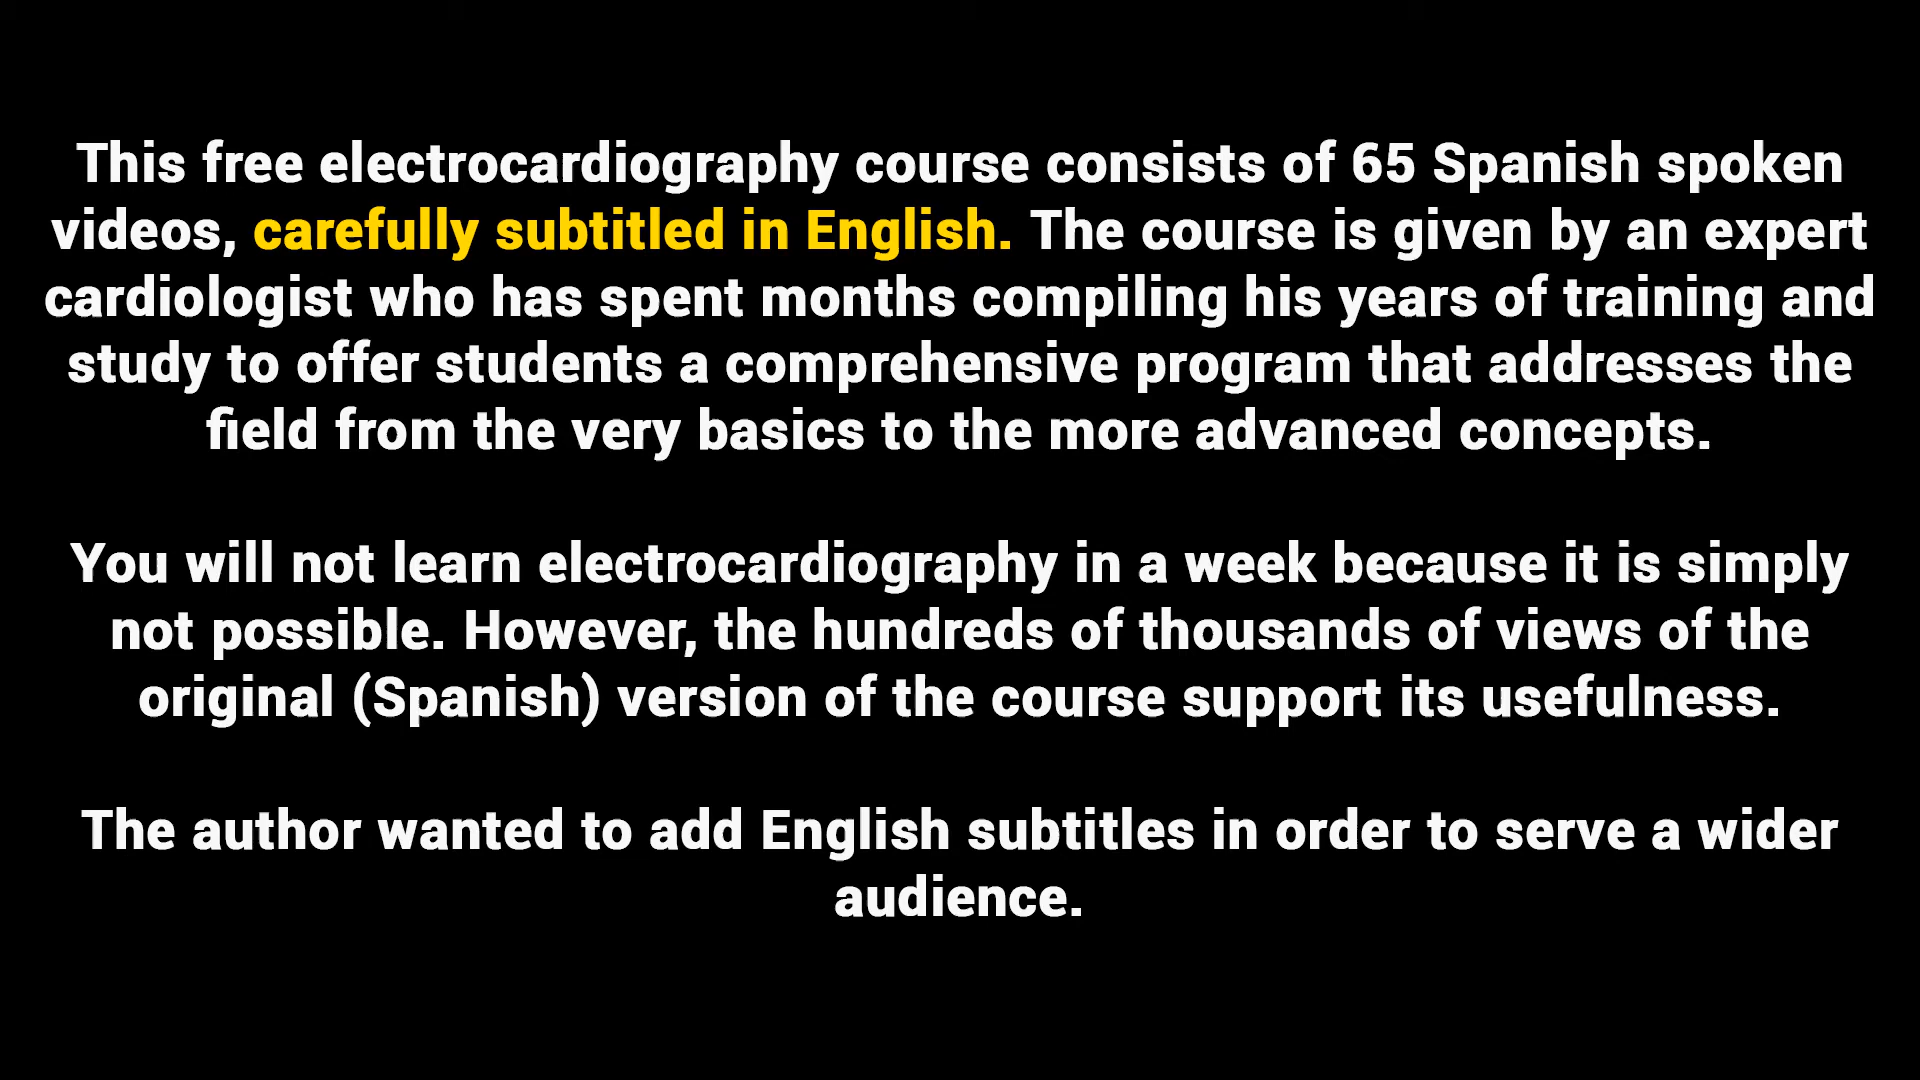 This free electrocardiography course consists of 65 Spanish spoken
videos, carefully subtitled in English. The course is given by an expert
cardiologist who has spent months compiling his years of training and
study to offer students a comprehensive program that addresses the
field from the very basics to the more advanced concepts.
You will not learn electrocardiography in a week because it is simply
not possible. However, the hundreds of thousands of views of the
original (Spanish) version of the course support its usefulness.
The author wanted to add English subtitles in order to serve a wider
audience.